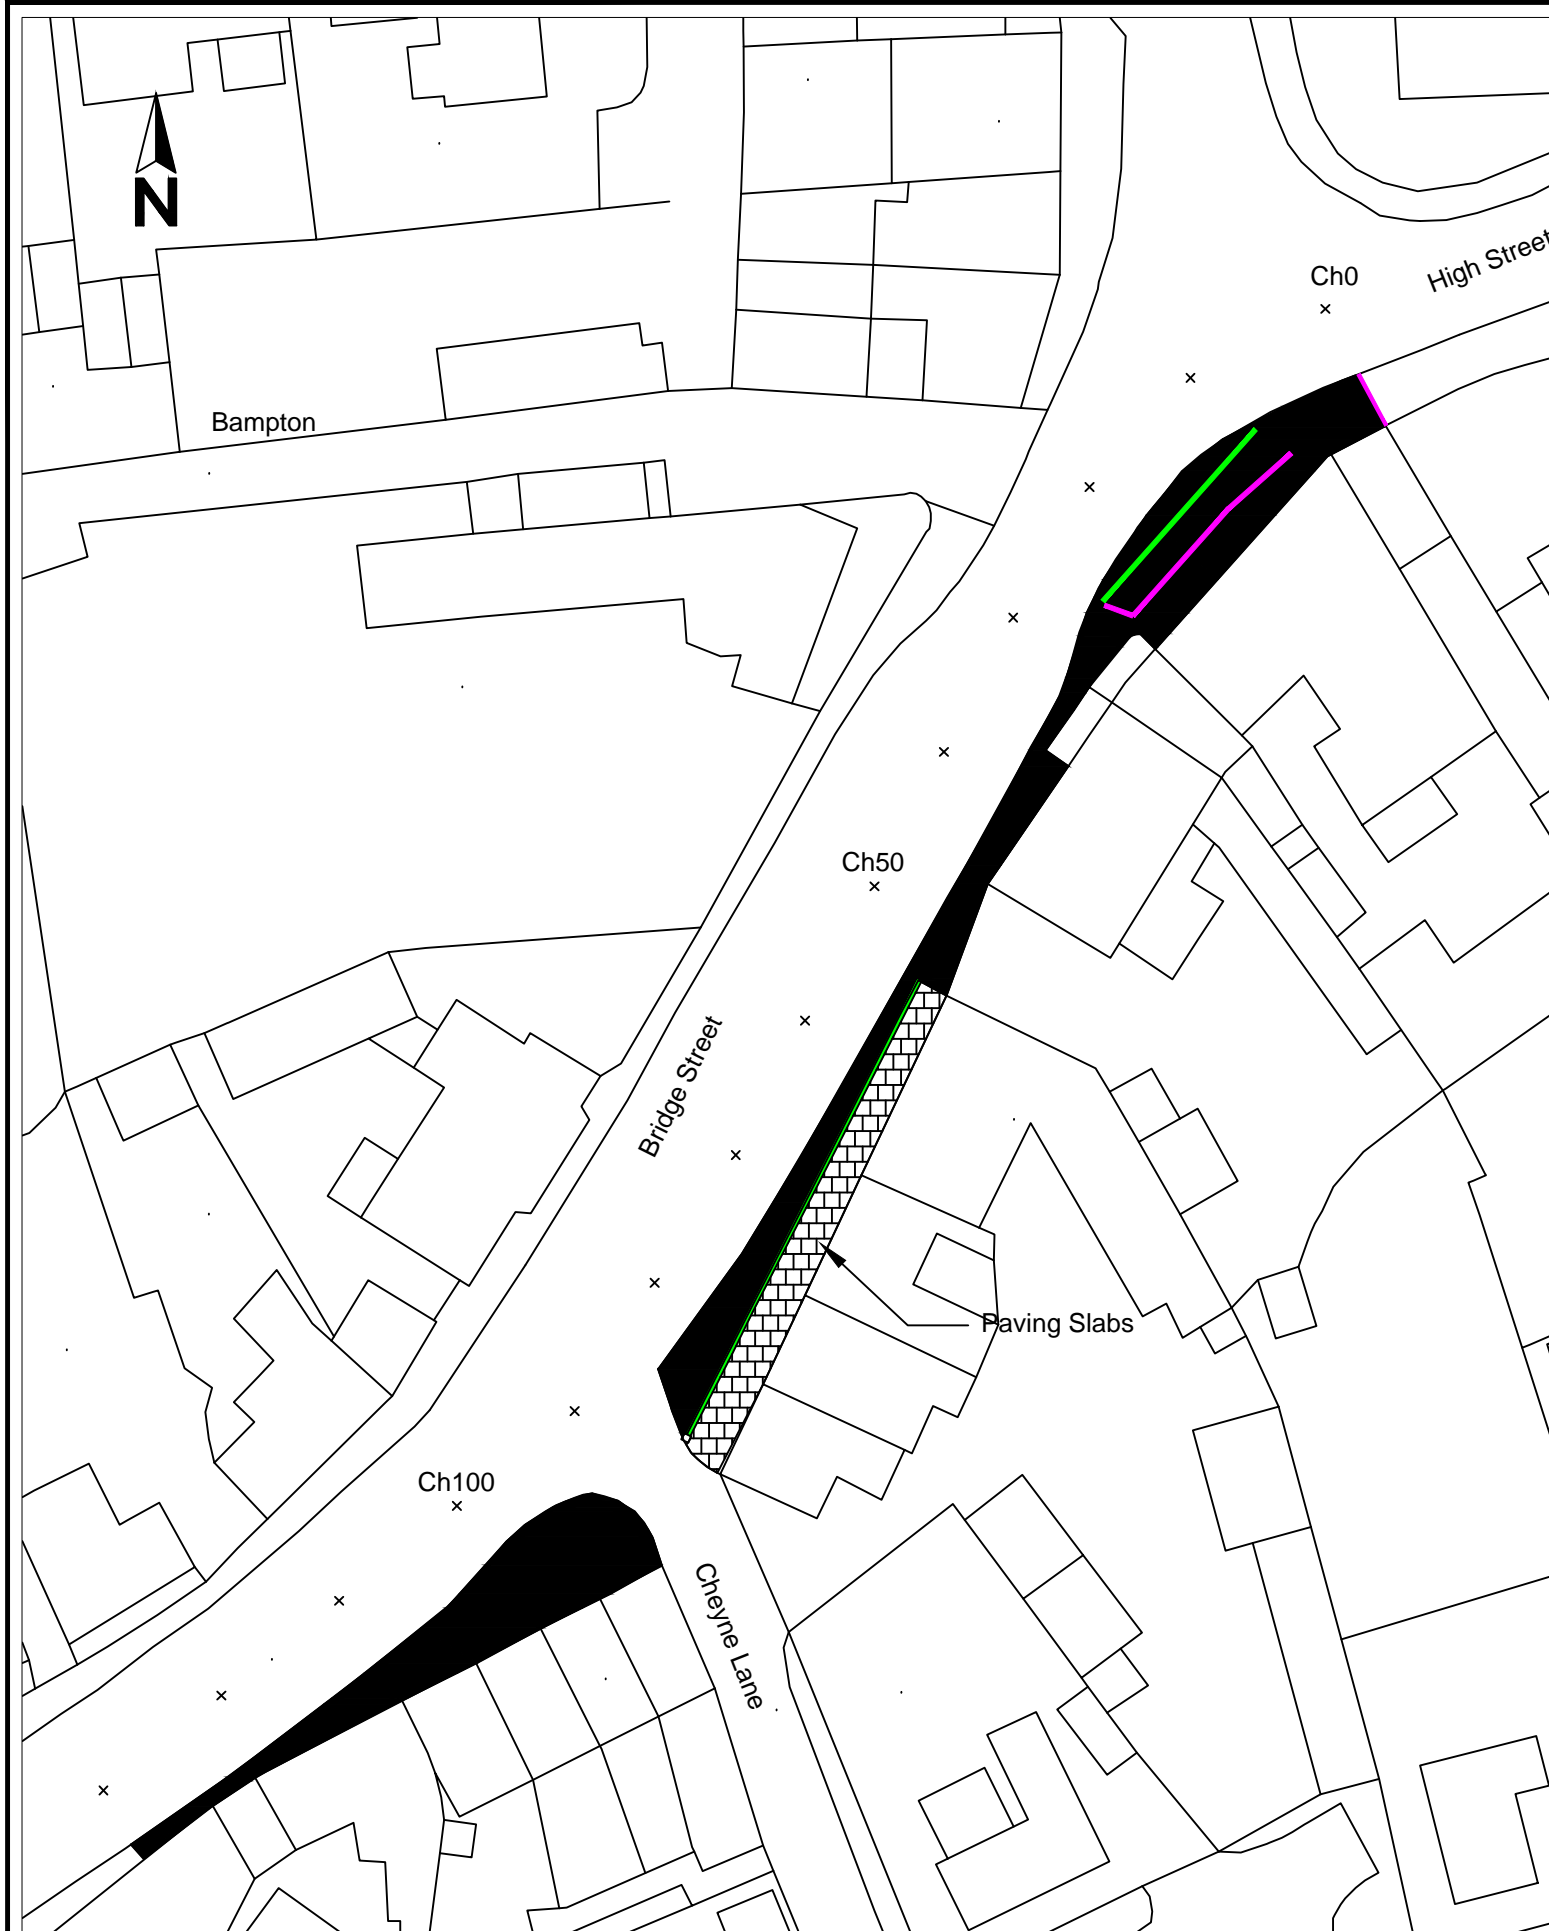 N
Ch0
High Street
Bampton
Ch50
Bridge Street
Paving Slabs
Ch100
Cheyne Lane